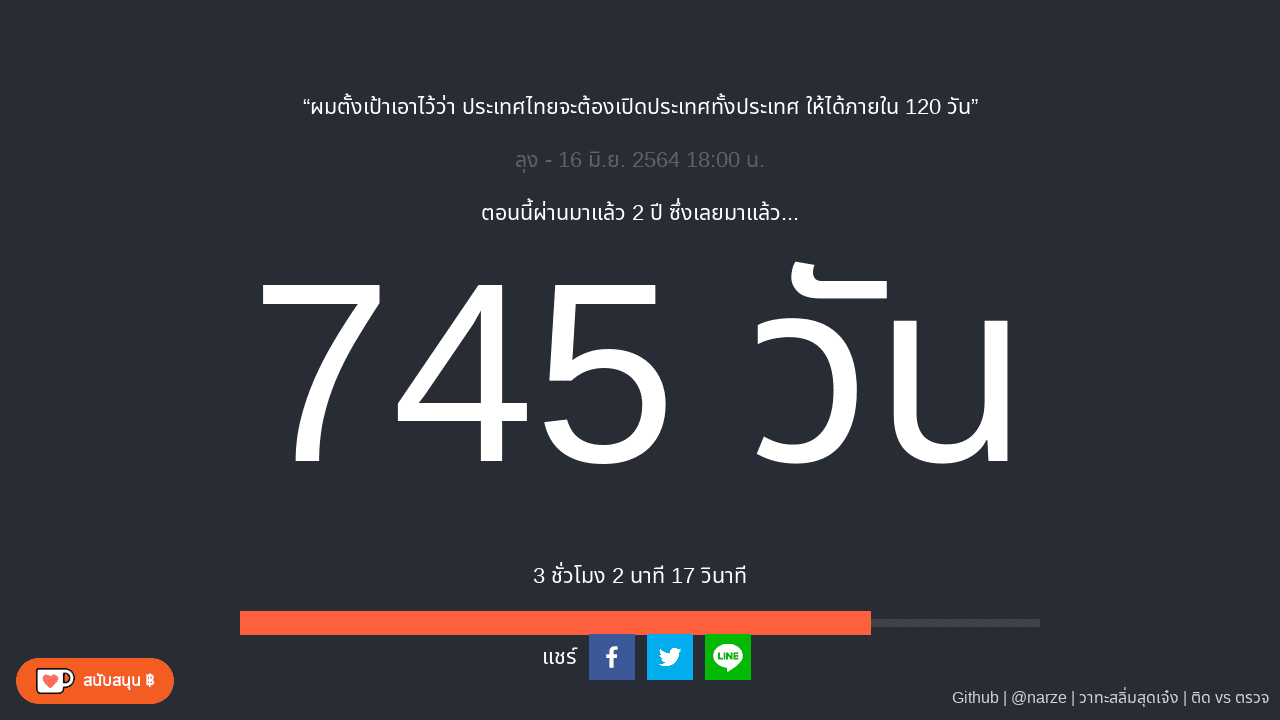 “ผมตั้งเป้าเอาไว้ว่า ประเทศไทยจะต้องเปิดประเทศทั้งประเทศ ให้ได้ภายใน 120 วัน”
ลุง - 16 มิ.ย. 2564 18:00 น.
ตอนนี้ผ่านมาแล้ว 2 ปี ซึ่งเลยมาแล้ว...
745 วัน
3 ชั่วโมง 2 นาที 17 วินาที
แชร์
LINE
สนับสนุน ฿
Github | @narze | วาทะสลิ่มสุดเจ๋ง | ติด vs ตรวจ